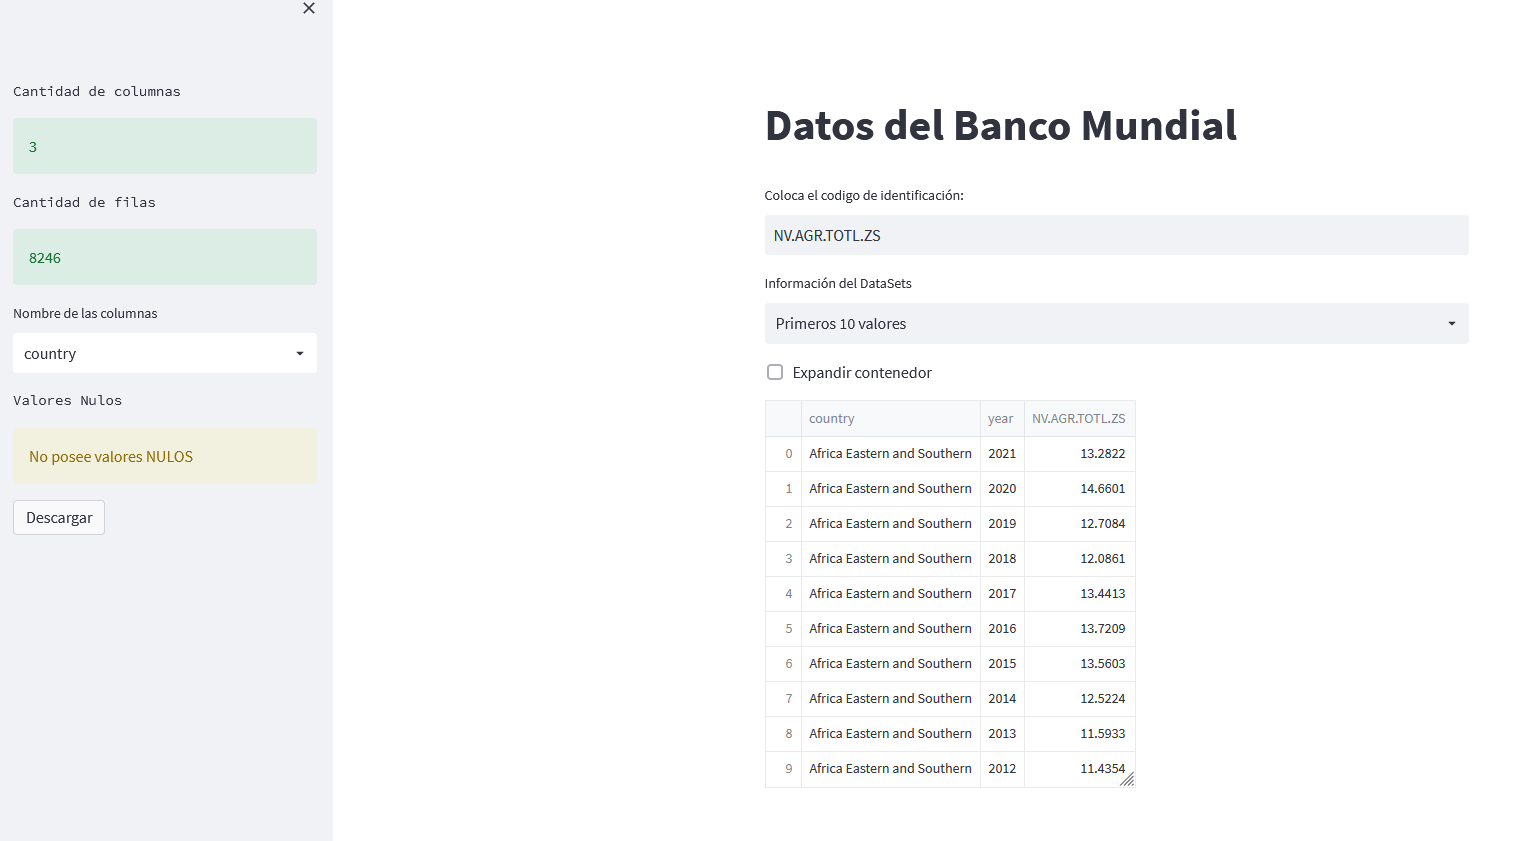 Cantidad de columnas
3
Cantidad de filas
8246
Nombre de las columnas
country
Valores Nulos
No posee valores NULOS
Descargar
Datos del Banco Mundial
Coloca el codigo de identificación:
NV.AGR.TOTL.ZS
Información del DataSets
Primeros 10 valores
Expandir contenedor
country year NV.AGR.TOTL.ZS
0 Africa Eastern and Southern 2021 13.2822
1 Africa Eastern and Southern 2020 14.6601
2 Africa Eastern and Southern 2019 12.7084
3 Africa Eastern and Southern 2018 12.0861
4 Africa Eastern and Southern 2017 13.4413
5 Africa Eastern and Southern 2016 13.7209
6 Africa Eastern and Southern 2015 13.5603
7 Africa Eastern and Southern 2014 12.5224
8 Africa Eastern and Southern 2013 11.5933
9 Africa Eastern and Southern 2012 11.4354